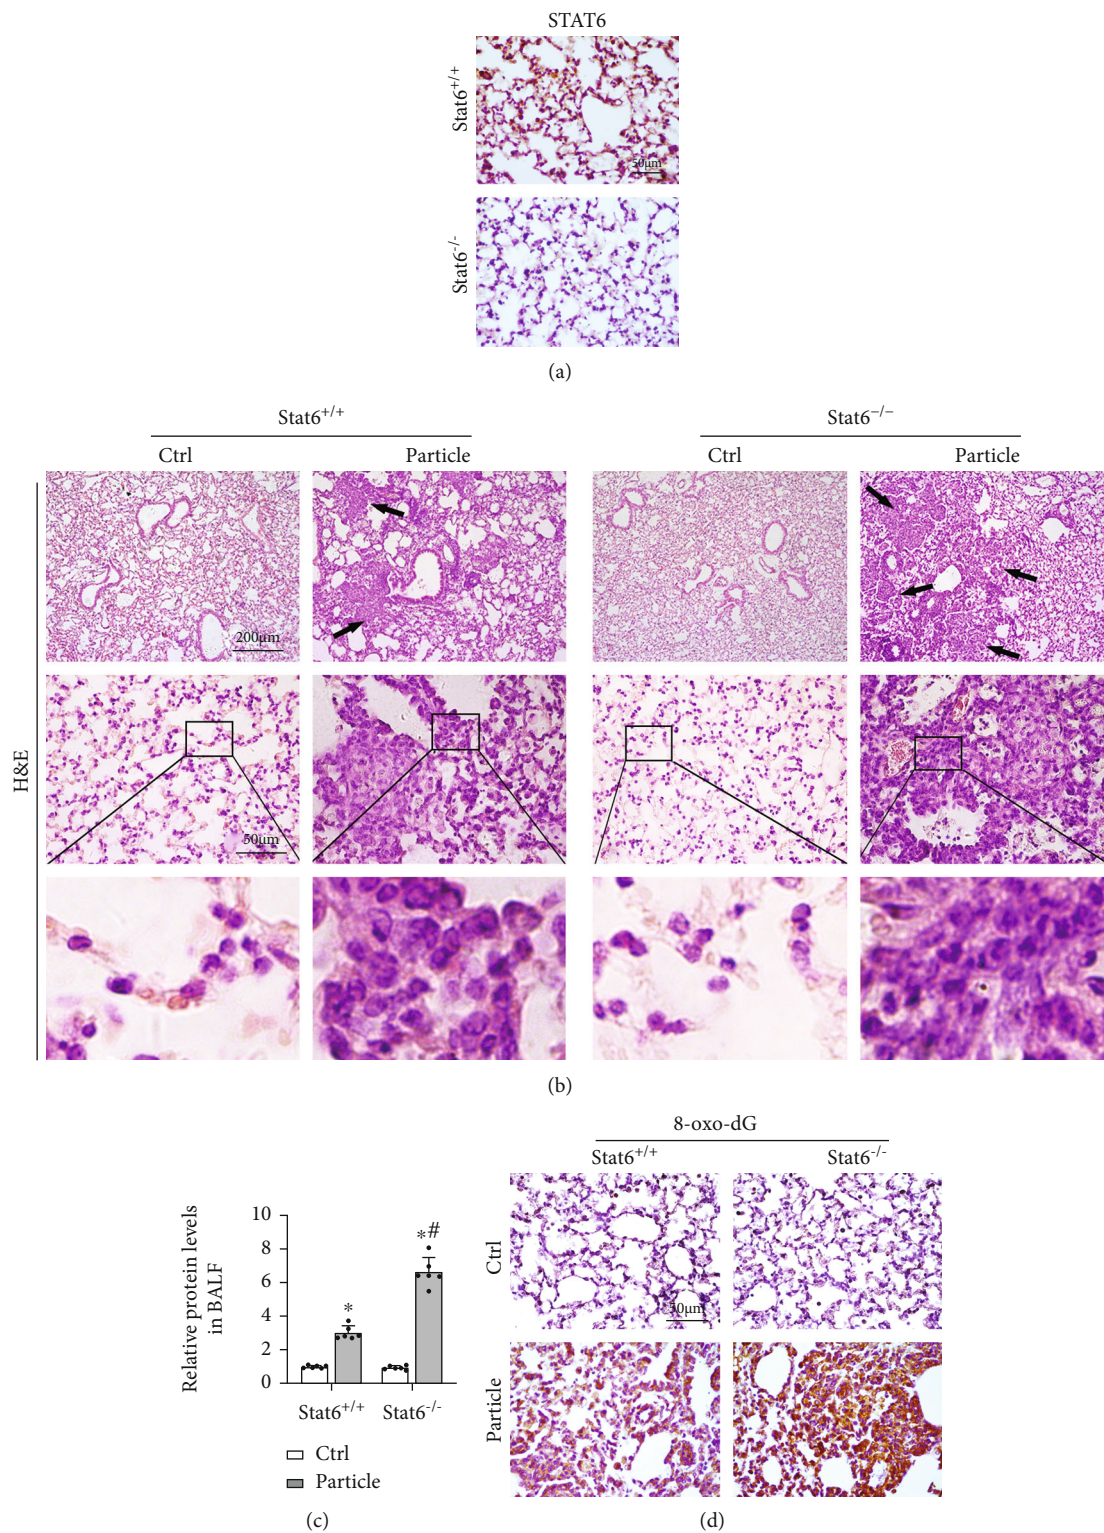 STAT6
Stat6+/+
50μm
Stat6-/-
(a)
Stat6+/+
Stat6−/−
Ctrl
Particle
Ctrl
Particle
H&E
200μm
50μm
(b)
Relative protein levels
in BALF
10
8
6
4
2
0
*
*#
Stat6+/+
Stat6-/-
Ctrl
Particle
(c)
8-oxo-dG
Stat6+/+
Stat6-/-
Ctrl
50μm
Particle
(d)